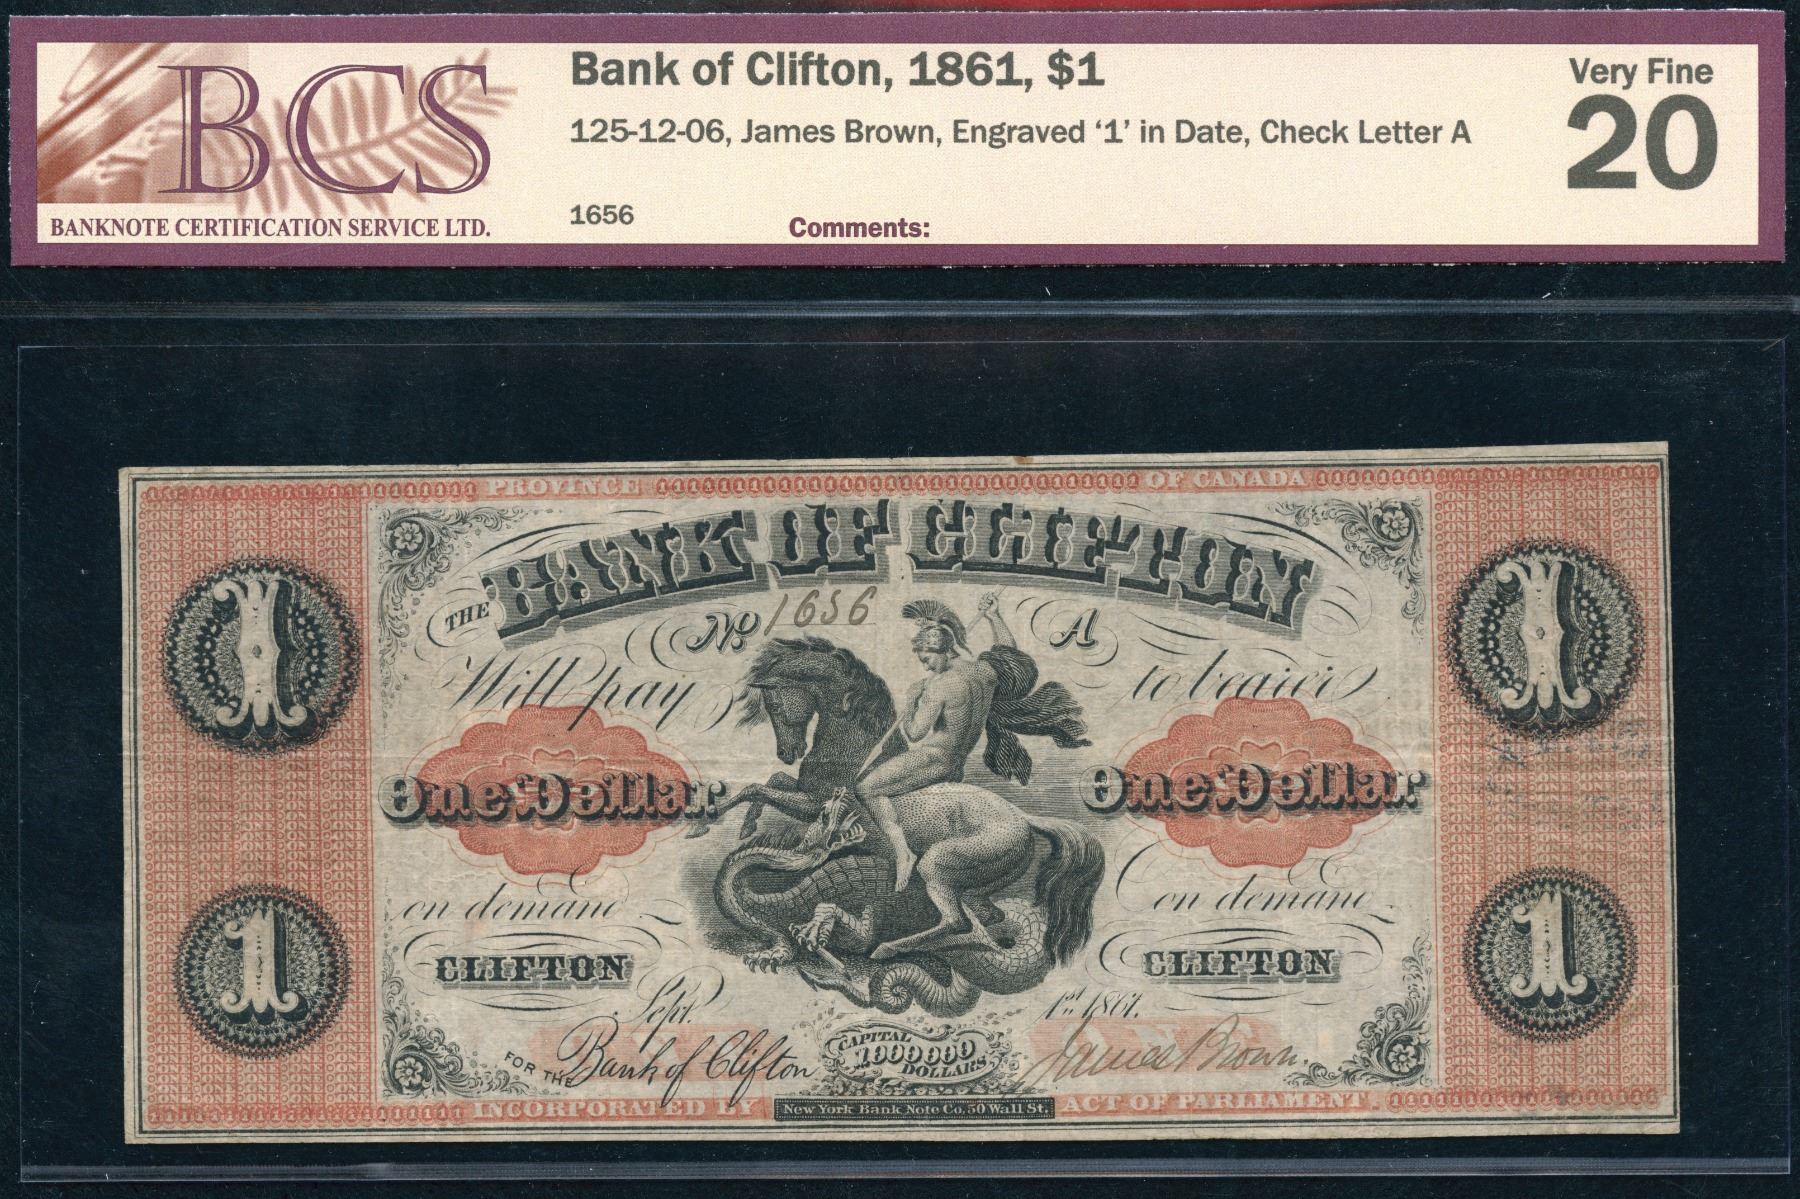 BCS
BANKNOTE CERTIFICATION SERVICE LTD.
Bank of Clifton, 1861, $1
125-12-06, James Brown, Engraved ‘1’ in Date, Check Letter A
1656
Comments:
Very Fine
20
PROVINCE OF CANADA
THE BANK OF CLIFTON
No 1656 A
Will pay to bearer
1 1
One Dollar One Dollar
on demand on demand
CLIFTON CLIFTON
1 1
Sept. 1st 1861.
FOR THE Bank of Clifton
CAPITAL
1000000
DOLLARS
James Brown.
INCORPORATED BY ACT OF PARLIAMENT.
New York Bank Note Co. 50 Wall St.